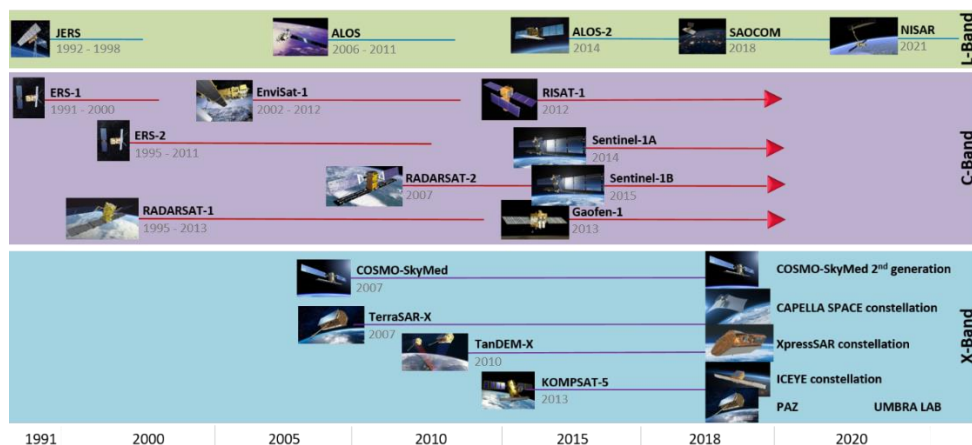 JERS
1992 - 1998
ALOS
2006 - 2011
ALOS-2
2014
SAOCOM
2018
NISAR
2021
L-Band
ERS-1
1991 - 2000
EnviSat-1
2002 - 2012
RISAT-1
2012
ERS-2
1995 - 2011
Sentinel-1A
2014
RADARSAT-2
2007
Sentinel-1B
2015
RADARSAT-1
1995 - 2013
Gaofen-1
2013
C-Band
COSMO-SkyMed
2007
COSMO-SkyMed 2nd generation
CAPELLA SPACE constellation
TerraSAR-X
2007
TanDEM-X
2010
XpressSAR constellation
KOMPSAT-5
2013
ICEYE constellation
PAZ UMBRA LAB
X-Band
1991 2000 2005 2010 2015 2018 2020